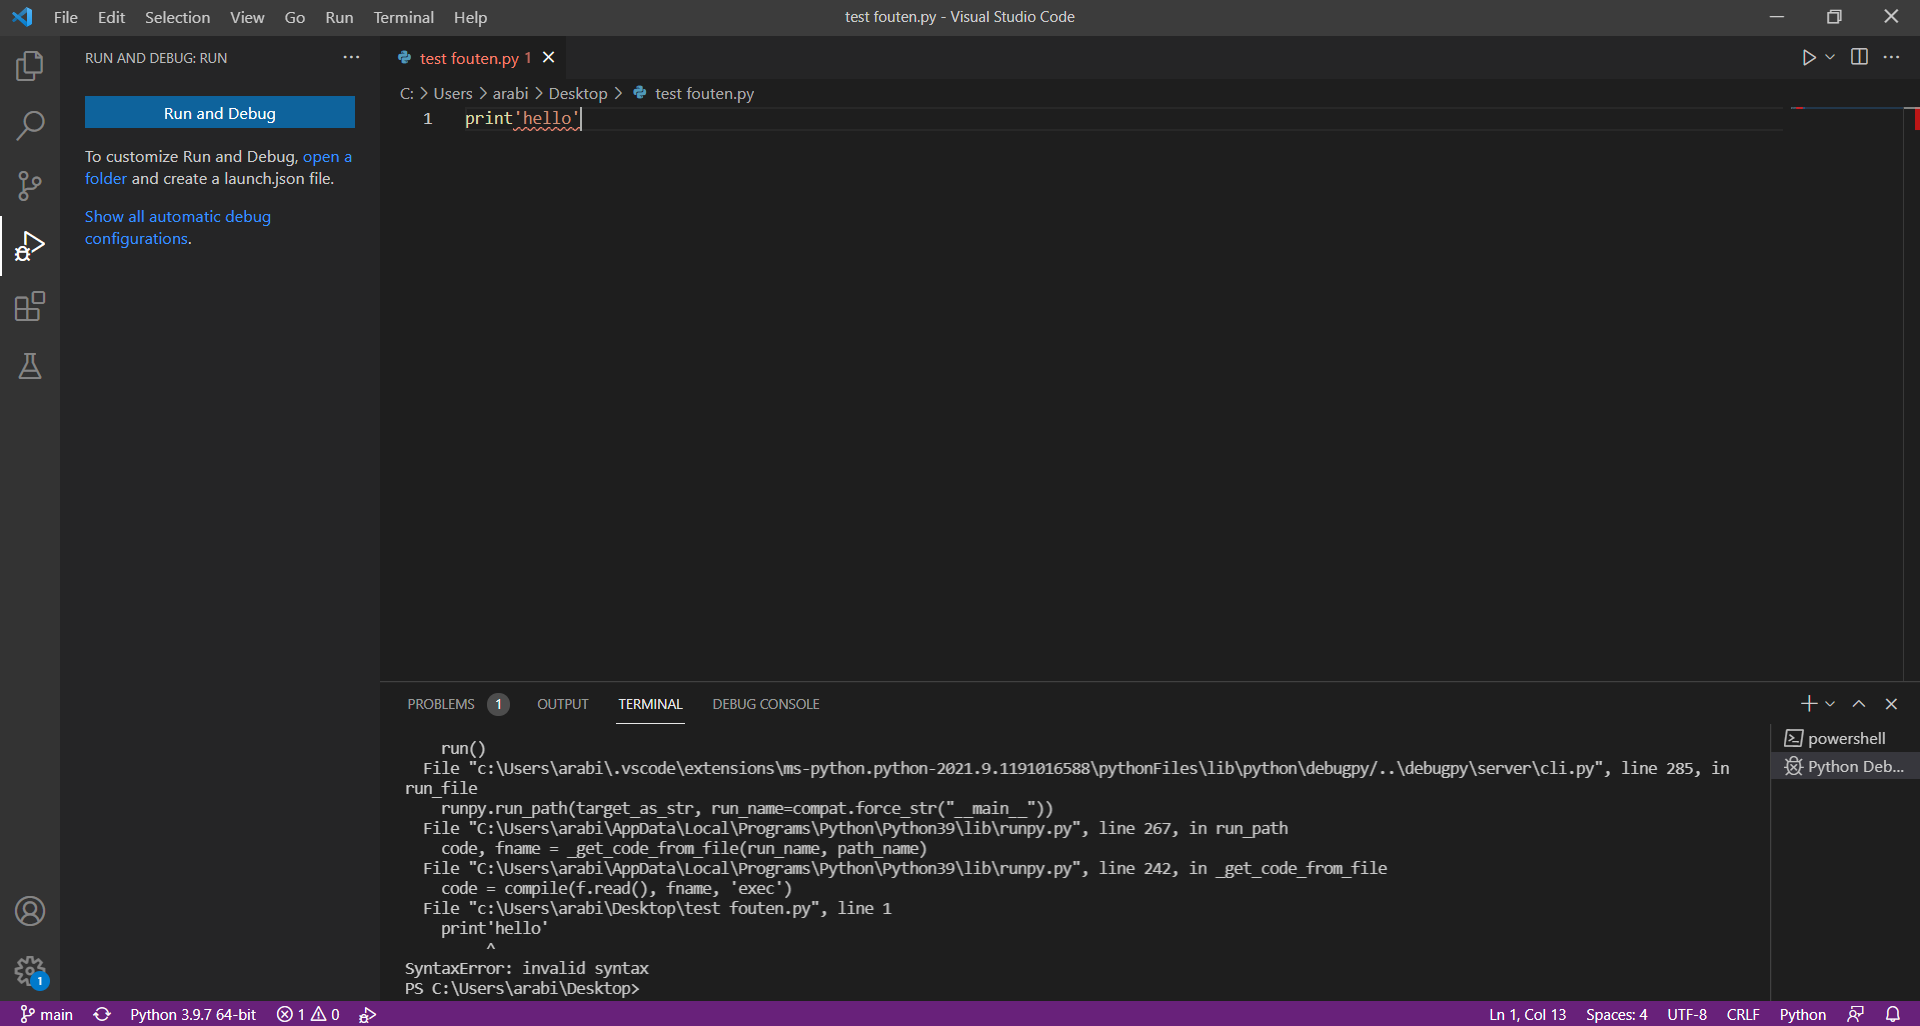 File Edit Selection View Go Run Terminal Help
test fouten.py - Visual Studio Code
RUN AND DEBUG: RUN
Run and Debug
To customize Run and Debug, open a
folder and create a launch.json file.
Show all automatic debug
configurations.
test fouten.py 1
C: > Users > arabi > Desktop > test fouten.py
1 print'hello'
PROBLEMS 1 OUTPUT TERMINAL DEBUG CONSOLE
run()
File "c:\Users\arabi\.vscode\extensions\ms-python.python-2021.9.1191016588\pythonFiles\lib\python\debugpy/..\debugpy\server\cli.py", line 285, in
run_file
runpy.run_path(target_as_str, run_name=compat.force_str("__main__"))
File "C:\Users\arabi\AppData\Local\Programs\Python\Python39\lib\runpy.py", line 267, in run_path
code, fname = _get_code_from_file(run_name, path_name)
File "C:\Users\arabi\AppData\Local\Programs\Python\Python39\lib\runpy.py", line 242, in _get_code_from_file
code = compile(f.read(), fname, 'exec')
File "c:\Users\arabi\Desktop\test fouten.py", line 1
print'hello'
^
SyntaxError: invalid syntax
PS C:\Users\arabi\Desktop>
powershell
Python Deb...
1
main Python 3.9.7 64-bit 1 0
Ln 1, Col 13 Spaces: 4 UTF-8 CRLF Python